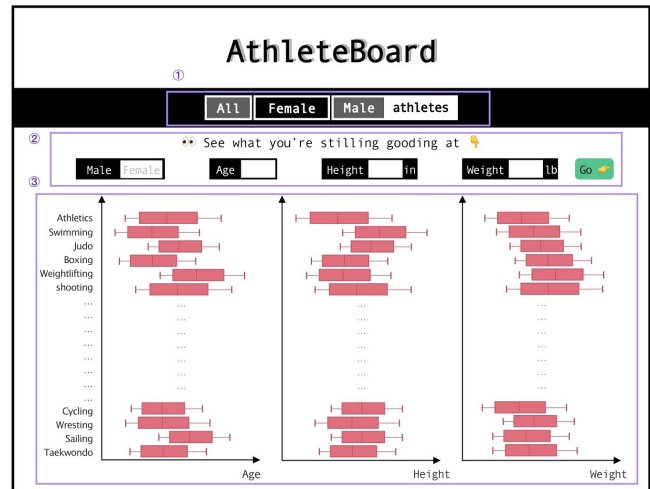 AthleteBoard
①
All Female Male athletes
②
👀 See what you're stilling gooding at 👇
Male Female Age Height in Weight lb Go 👉
③
Athletics
Swimming
Judo
Boxing
Weightlifting
shooting
... ... ... ...
...
... ... ... ...
... ... ... ...
... ... ... ...
... ... ... ...
... ... ... ...
...
Cycling
Wresting
Sailing
Taekwondo
Age Height Weight